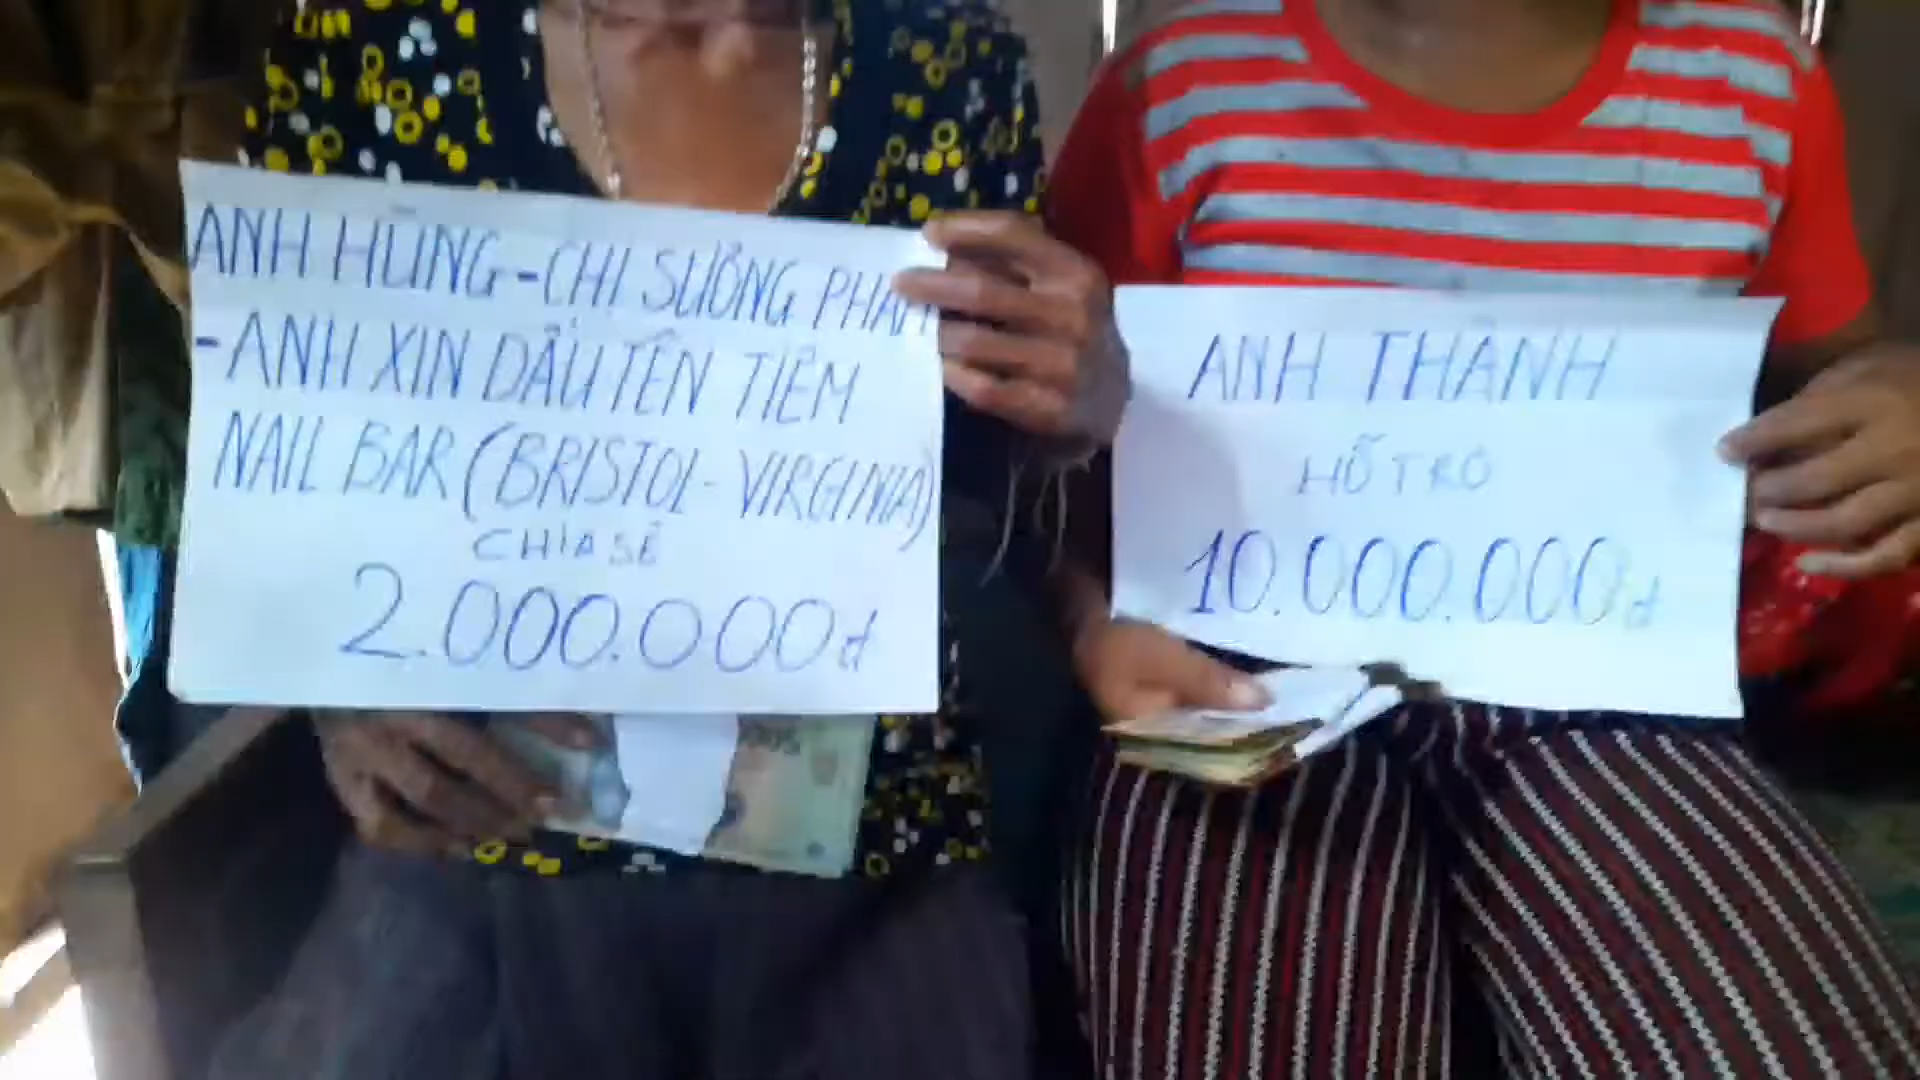 ANH HÙNG - CHỊ SƯƠNG PHẠM
- ANH XIN DẤU TÊN TIỆM
NAIL BAR (BRISTOL - VIRGINIA)
CHIA SẺ
2.000.000đ
ANH THÀNH
HỖ TRỢ
10.000.000đ